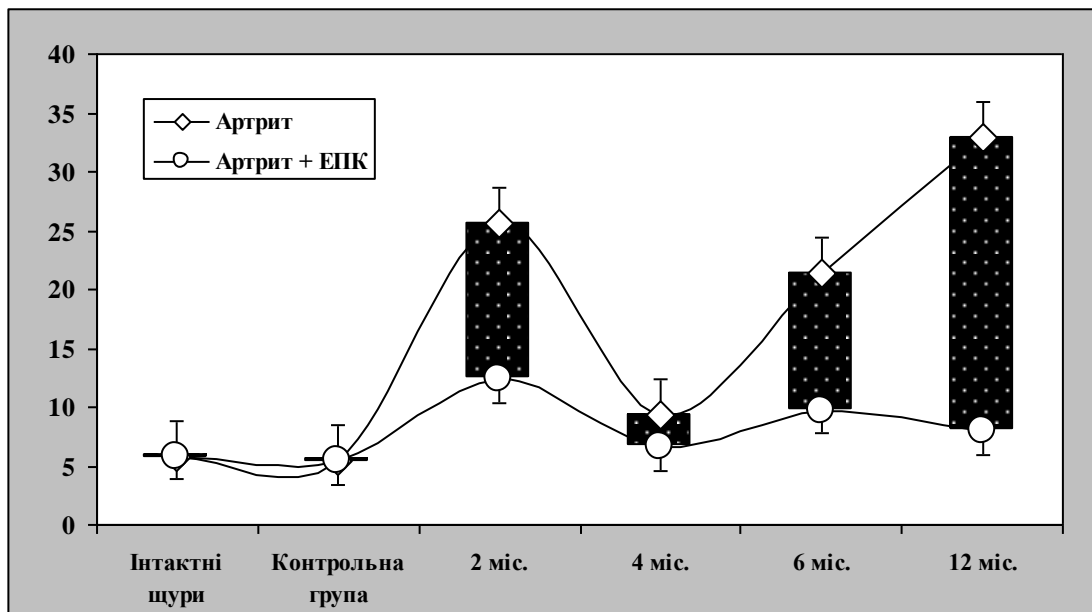 40
35
30
25
20
15
10
5
0
Артрит
Артрит + ЕПК
Інтактні щури
Контрольна група
2 міс.
4 міс.
6 міс.
12 міс.